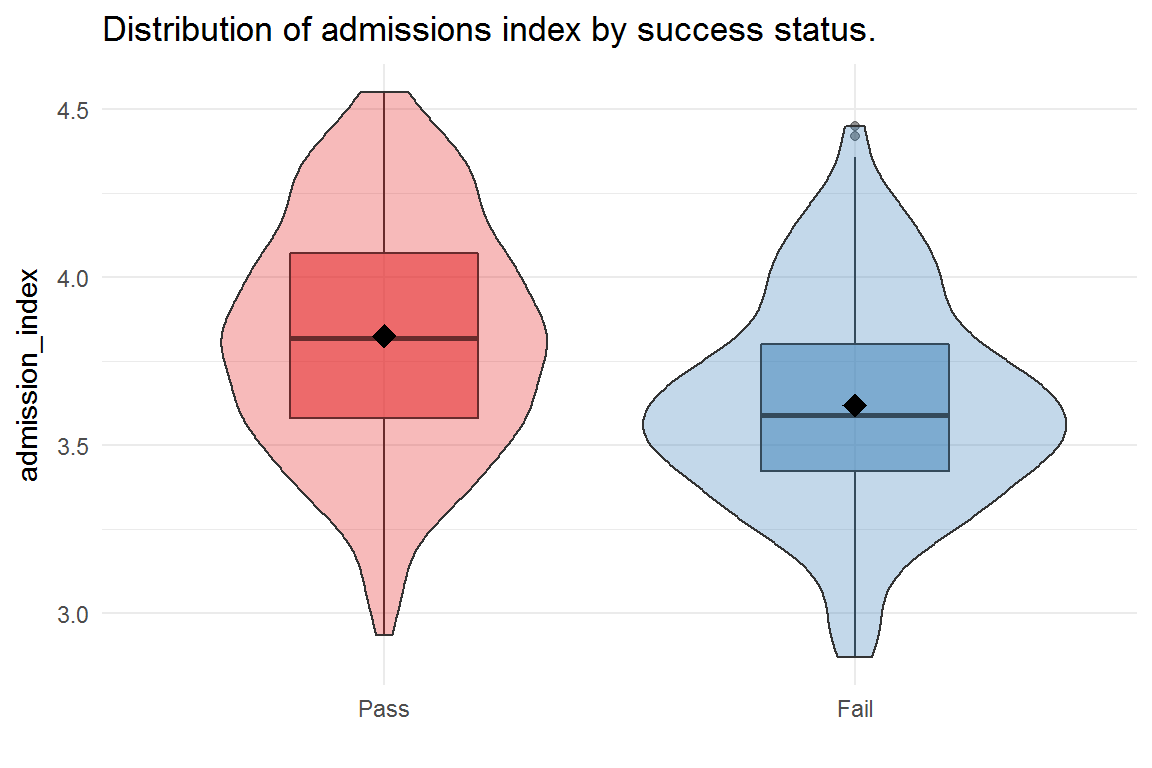 Distribution of admissions index by success status.
4.5
4.0
3.5
3.0
admission_index
Pass
Fail